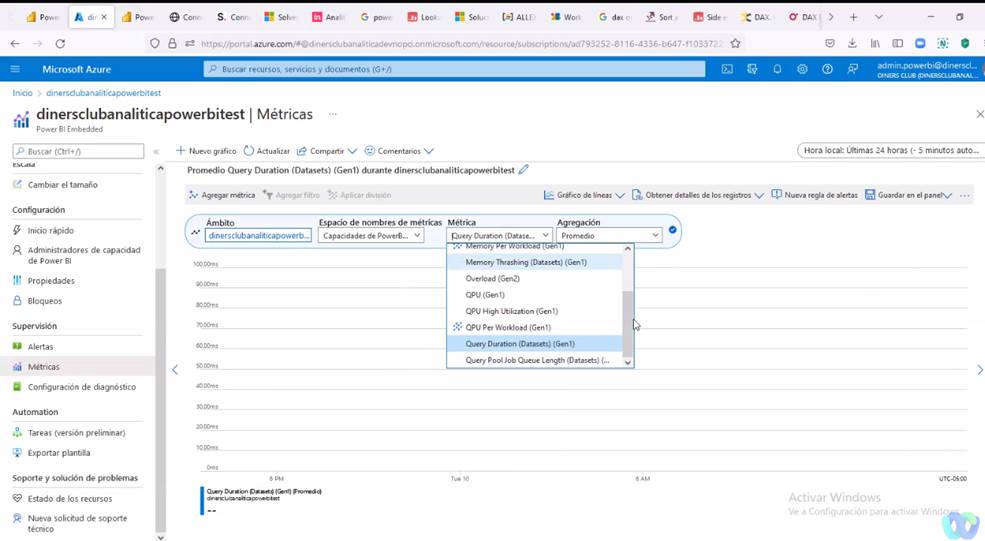 Power
din
Power
Conn
S. Conn
Solve
Anali
powe
Look
Soluc
[A] ALLE
Work
dax o
Sort a
Side n
DAX
DAX
https://portal.azure.com/#@dinersclubanaliticadevnopci.onmicrosoft.com/resource/subscriptions/ad793252-8116-4336-b647-f1033722
Microsoft Azure
Buscar recursos, servicios y documentos (G+/)
admin.powerbi@dinerscl...
DINERS CLUB (DINERSCLUBANAL...
Inicio > dinersclubanaliticapowerbitest
dinersclubanaliticapowerbitest | Métricas ...
Power BI Embedded
Buscar (Ctrl+/)
«
Nuevo gráfico
Actualizar
Compartir
Comentarios
Hora local: Últimas 24 horas (- 5 minutos auto...
Escala
Cambiar el tamaño
Configuración
Inicio rápido
Administradores de capacidad
de Power BI
Propiedades
Bloqueos
Supervisión
Alertas
Métricas
Configuración de diagnóstico
Automation
Tareas (versión preliminar)
Exportar plantilla
Soporte y solución de problemas
Estado de los recursos
Nueva solicitud de soporte
técnico
Promedio Query Duration (Datasets) (Gen1) durante dinersclubanaliticapowerbitest
Agregar métrica
Agregar filtro
Aplicar división
Gráfico de líneas
Obtener detalles de los registros
Nueva regla de alertas
Guardar en el panel
...
Ámbito
Espacio de nombres de métricas
Métrica
Agregación
dinersclubanaliticapowerb...
Capacidades de PowerB...
Query Duration (Datase...
Promedio
Memory Per Workload (Gen1)
Memory Thrashing (Datasets) (Gen1)
Overload (Gen2)
QPU (Gen1)
QPU High Utilization (Gen1)
QPU Per Workload (Gen1)
Query Duration (Datasets) (Gen1)
Query Pool Job Queue Length (Datasets) (...
100,00ms
90,00ms
80,00ms
70,00ms
60,00ms
50,00ms
40,00ms
30,00ms
20,00ms
10,00ms
0ms
6 PM
Tue 10
6 AM
UTC-05:00
Query Duration (Datasets) (Gen1) (Promedio)
dinersclubanaliticapowerbitest
--
Activar Windows
Ve a Configuración para activar Windows.